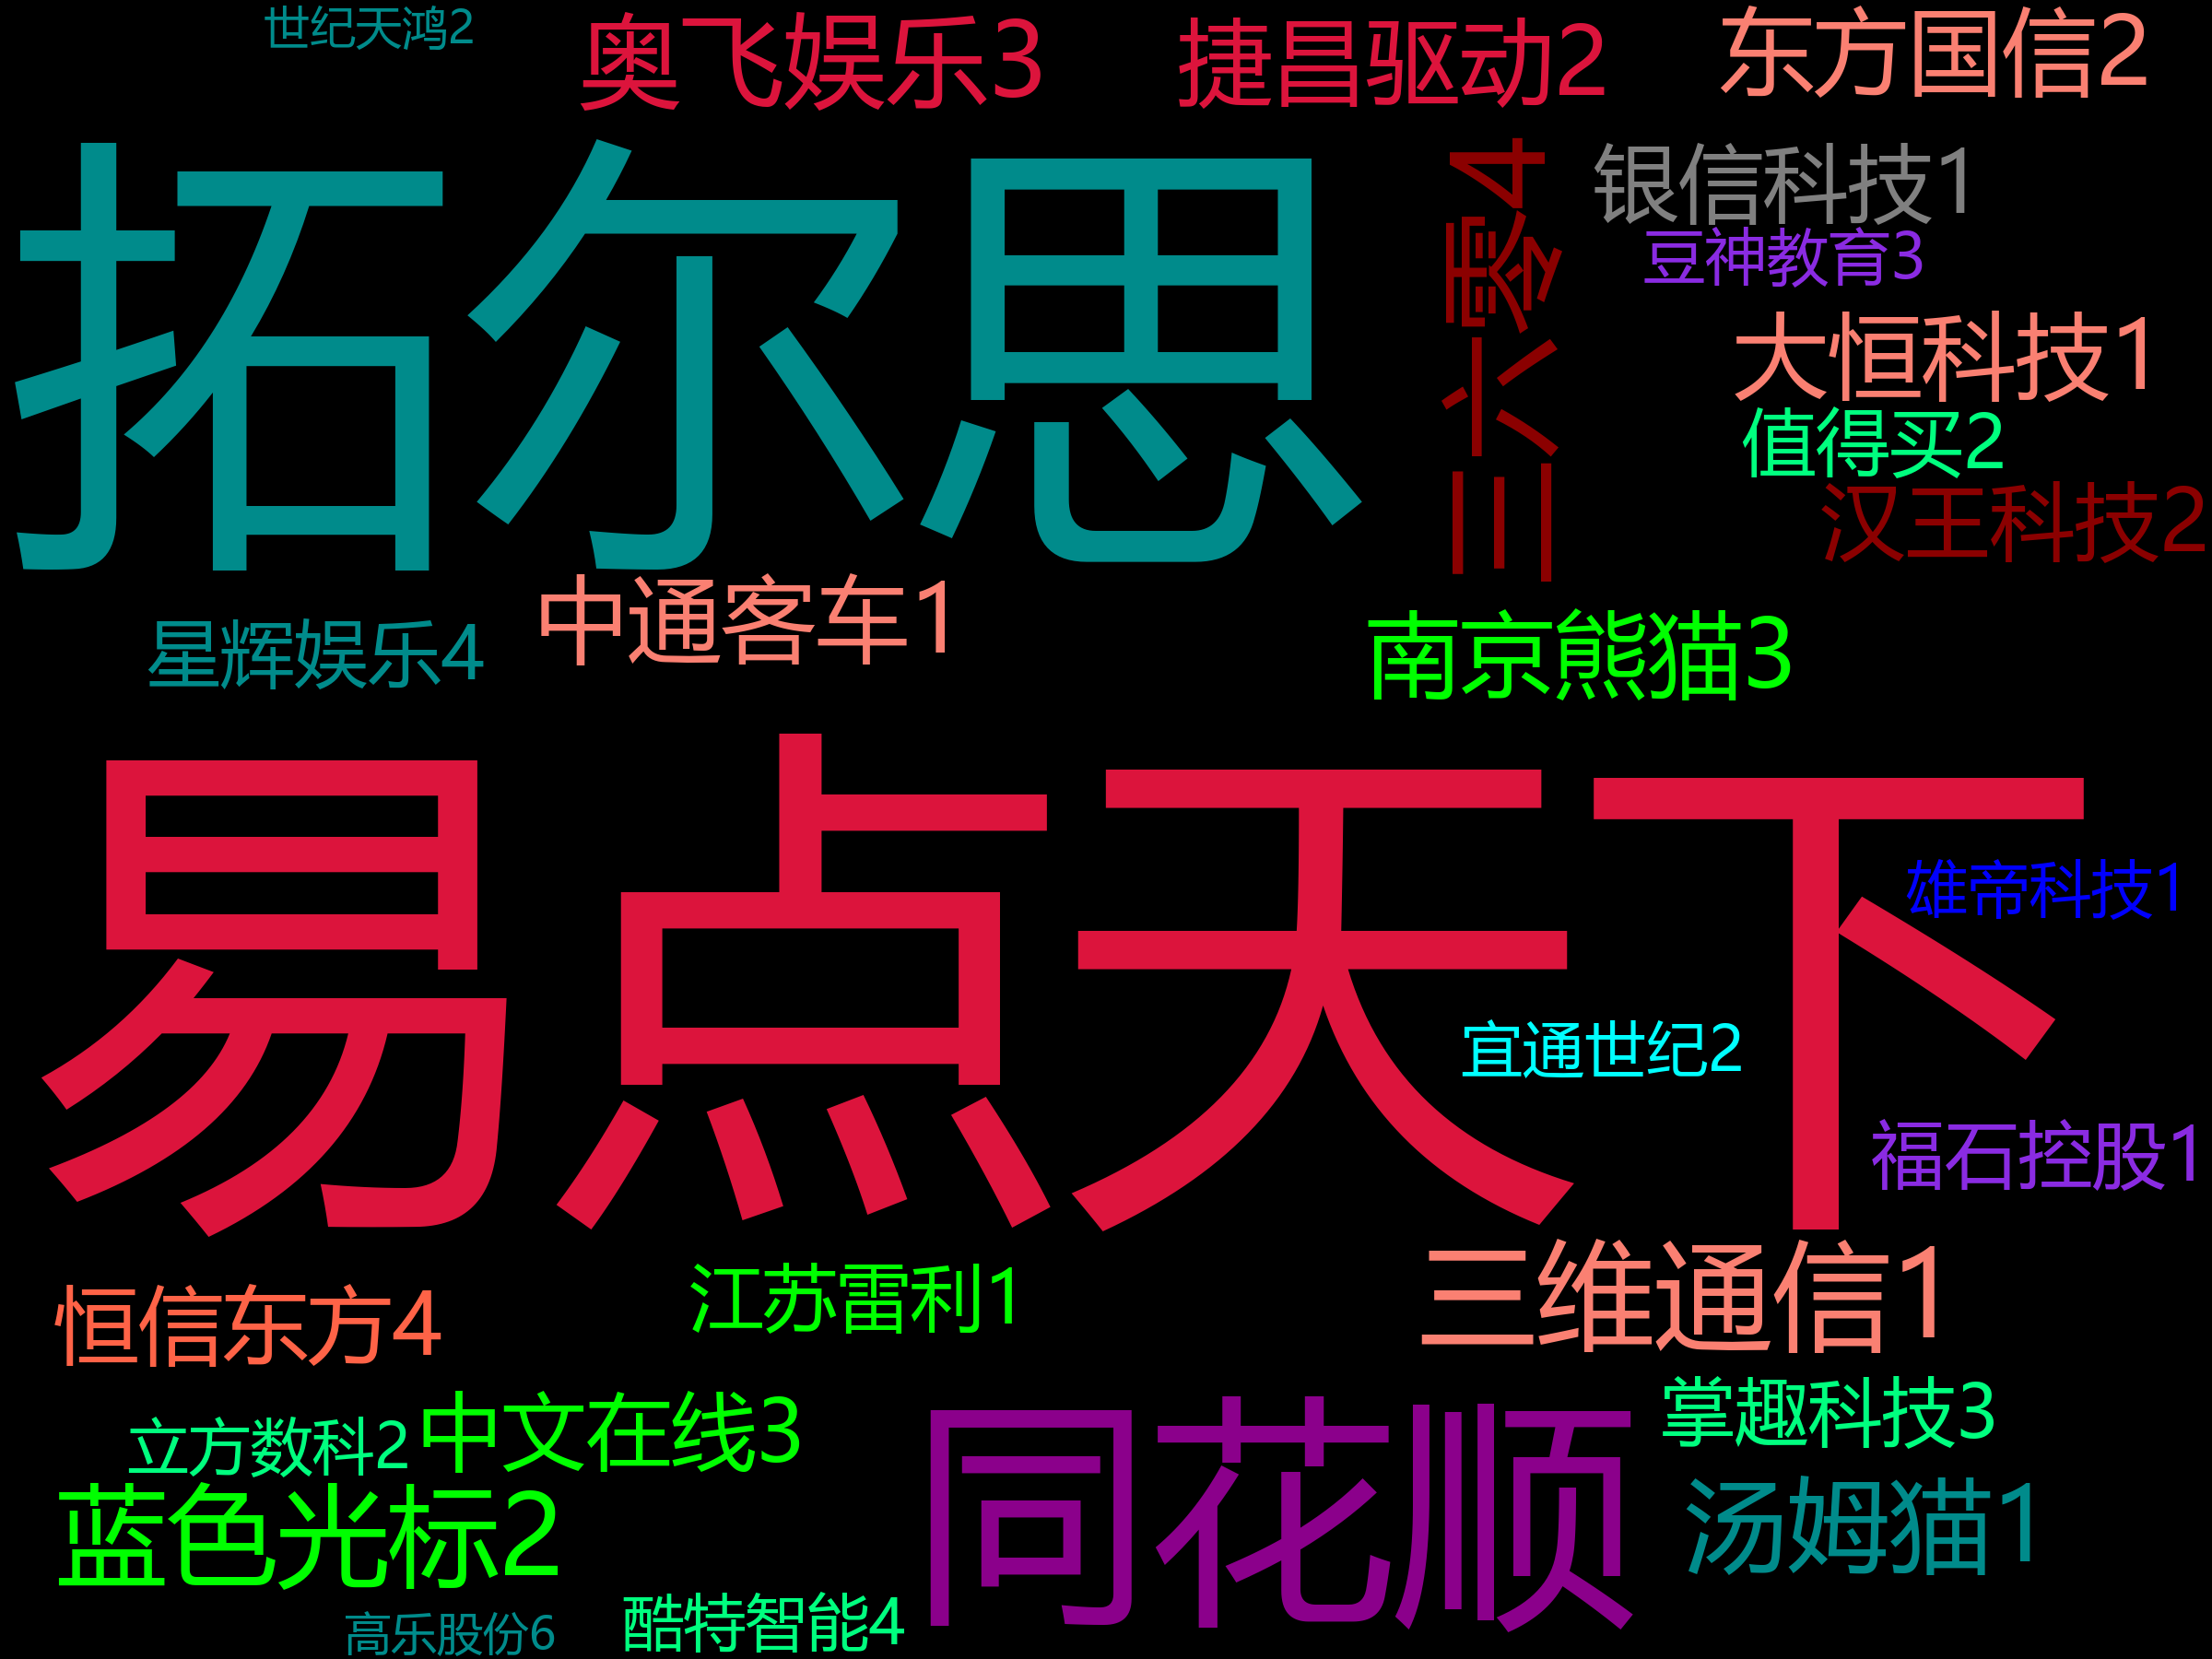 世纪天鸿2
奥飞娱乐3
捷昌驱动2
东方国信2
拓尔思
三六零4
银信科技1
豆神教育3
大恒科技1
值得买2
汉王科技2
中通客车1
星辉娱乐4
南京熊猫3
易点天下
雄帝科技1
宜通世纪2
福石控股1
三维通信1
江苏雷利1
恒信东方4
掌趣科技3
中文在线3
立方数科2
同花顺
汤姆猫1
蓝色光标2
酷特智能4
高乐股份6